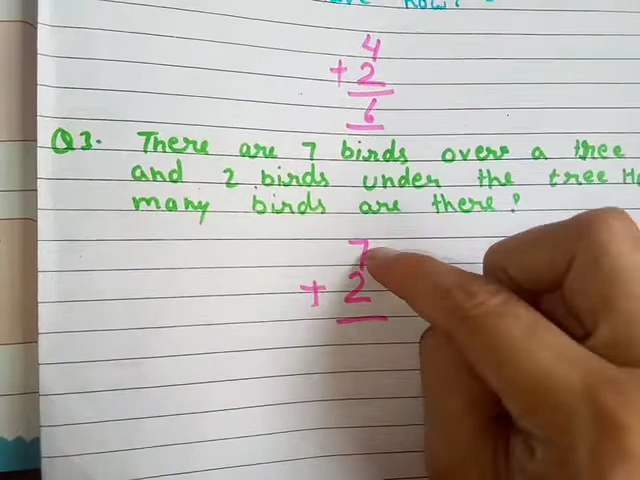 now?
4
+ 2
6
Q3. There are 7 birds over a tree
and 2 birds under the tree
many birds are there?
7
+ 2